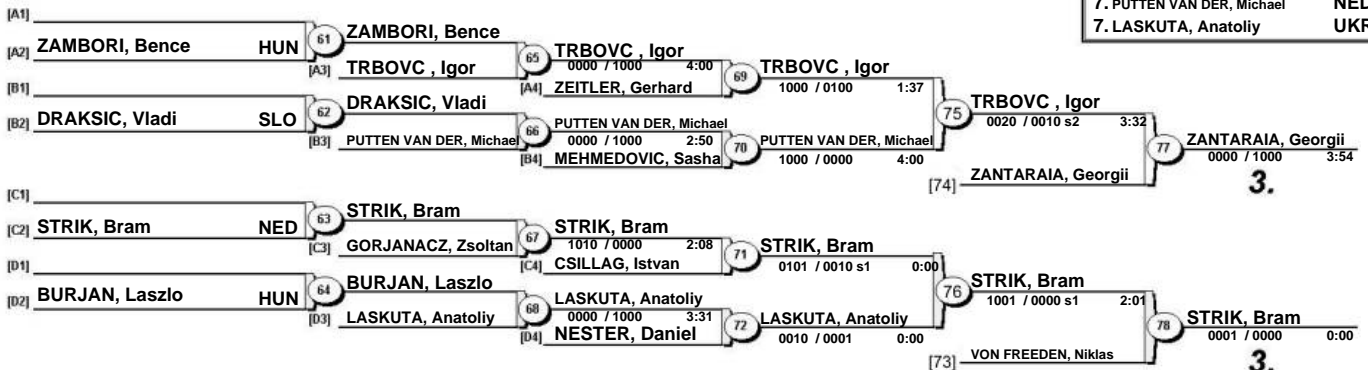 7. PUTTEN VAN DER, Michael NED
7. LASKUTA, Anatoliy UKR
[A1]
[A2] ZAMBORI, Bence HUN
61
ZAMBORI, Bence
[A3] TRBOVC , Igor
65
TRBOVC , Igor
0000 / 1000 4:00
[A4] ZEITLER, Gerhard
69
TRBOVC , Igor
1000 / 0100 1:37
[B1]
[B2] DRAKSIC, Vladi SLO
62
DRAKSIC, Vladi
[B3] PUTTEN VAN DER, Michael
66
PUTTEN VAN DER, Michael
0000 / 1000 2:50
[B4] MEHMEDOVIC, Sasha
70
PUTTEN VAN DER, Michael
1000 / 0000 4:00
75
TRBOVC , Igor
0020 / 0010 s2 3:32
[74] ZANTARAIA, Georgii
77
ZANTARAIA, Georgii
0000 / 1000 3:54
3.
[C1]
[C2] STRIK, Bram NED
63
STRIK, Bram
[C3] GORJANACZ, Zsoltan
67
STRIK, Bram
1010 / 0000 2:08
[C4] CSILLAG, Istvan
71
STRIK, Bram
0101 / 0010 s1 0:00
[D1]
[D2] BURJAN, Laszlo HUN
64
BURJAN, Laszlo
[D3] LASKUTA, Anatoliy
68
LASKUTA, Anatoliy
0000 / 1000 3:31
[D4] NESTER, Daniel
72
LASKUTA, Anatoliy
0010 / 0001 0:00
76
STRIK, Bram
1001 / 0000 s1 2:01
[73] VON FREEDEN, Niklas
78
STRIK, Bram
0001 / 0000 0:00
3.